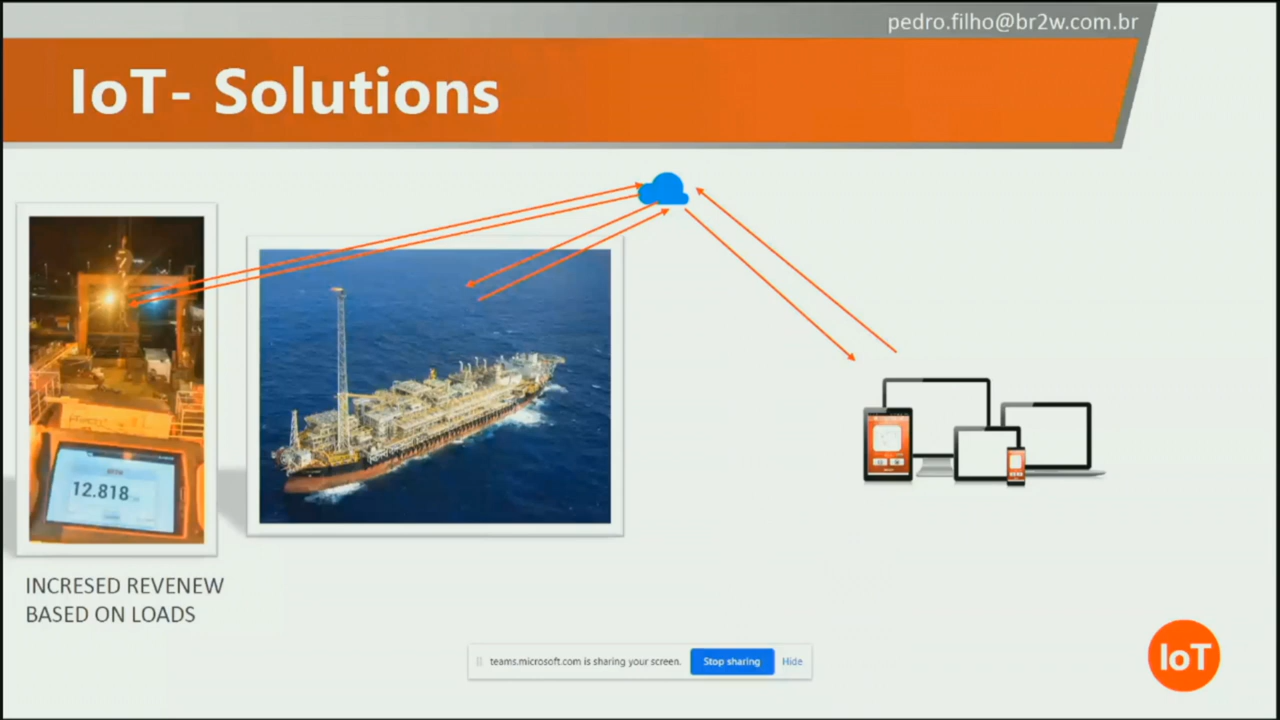 pedro.filho@br2w.com.br
IoT- Solutions
12.818
INCRESED REVENEW
BASED ON LOADS
teams.microsoft.com is sharing your screen.
Stop sharing
Hide
IoT